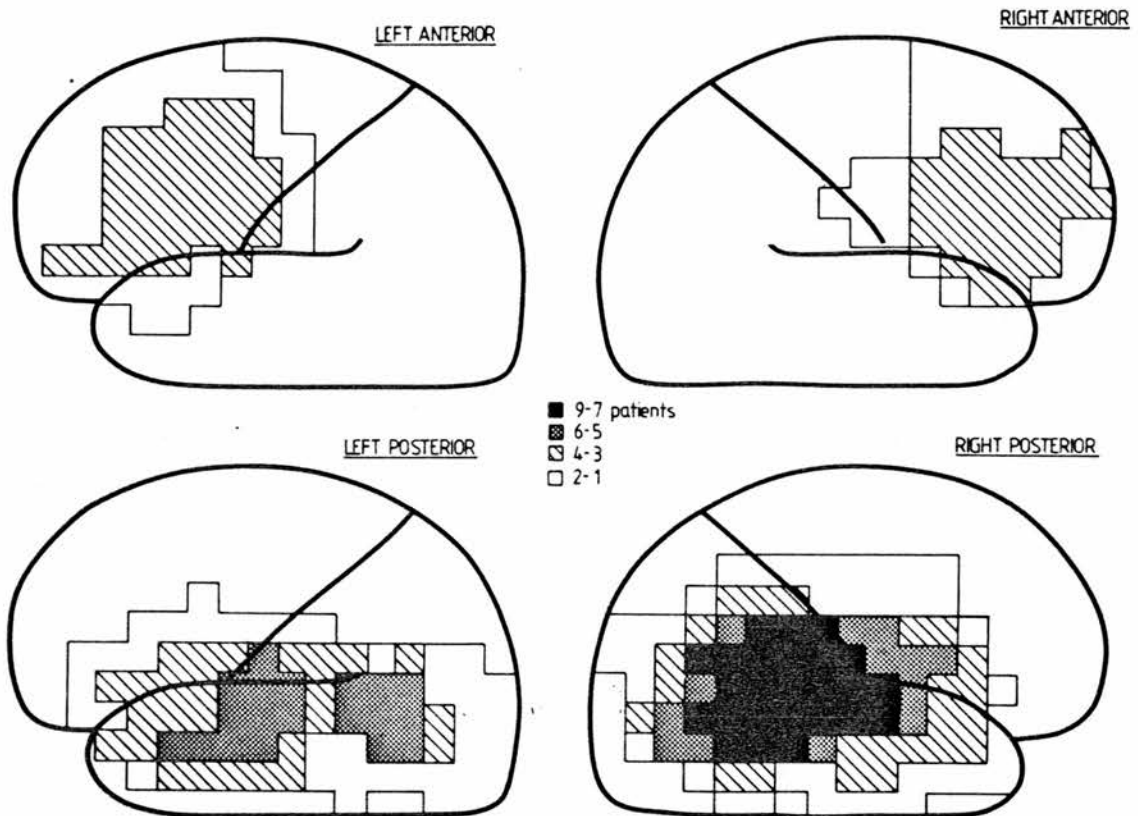 LEFT ANTERIOR
RIGHT ANTERIOR
9-7 patients
6-5
4-3
2-1
LEFT POSTERIOR
RIGHT POSTERIOR